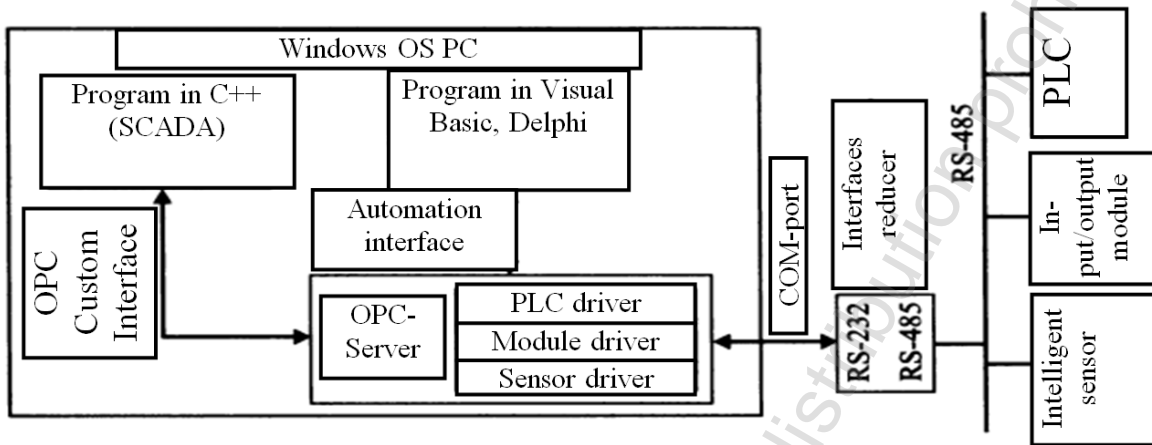 Windows OS PC
Program in C++
(SCADA)
Program in Visual
Basic, Delphi
OPC
Custom
Interface
Automation
interface
OPC-
Server
PLC driver
Module driver
Sensor driver
COM-port
Interfaces
reducer
RS-232
RS-485
RS-485
PLC
In-
put/output
module
Intelligent
sensor
distribution proh